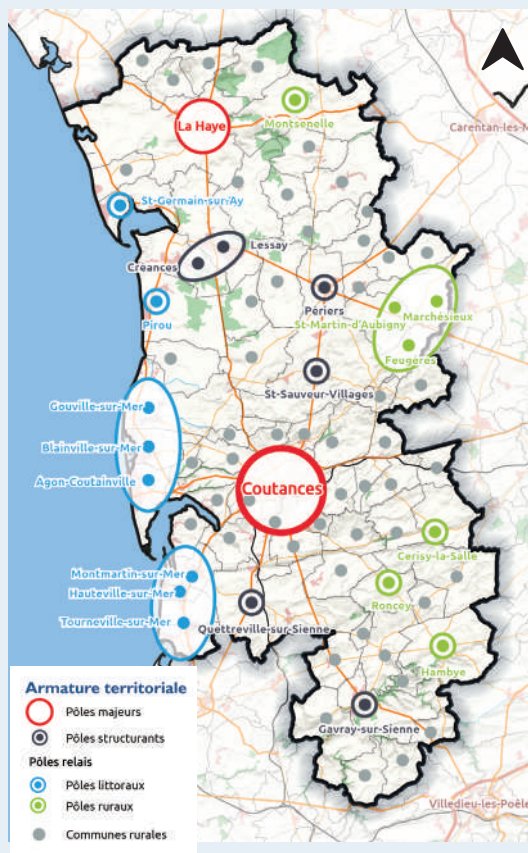 La Haye
Montsenelle
Carentan-les-M
St-Germain-sur-Ay
Lessay
Créances
Périers
Pirou
Marchésieux
St-Martin-d'Aubigny
Feugères
St-Sauveur-Villages
Gouville-sur-Mer
Blainville-sur-Mer
Agon-Coutainville
Coutances
Cerisy-la-Salle
Montmartin-sur-Mer
Hauteville-sur-Mer
Roncey
Tourneville-sur-Mer
Quettreville-sur-Sienne
Hambye
Gavray-sur-Sienne
Villedieu-les-Poêle
Armature territoriale
Pôles majeurs
Pôles structurants
Pôles relais
Pôles littoraux
Pôles ruraux
Communes rurales